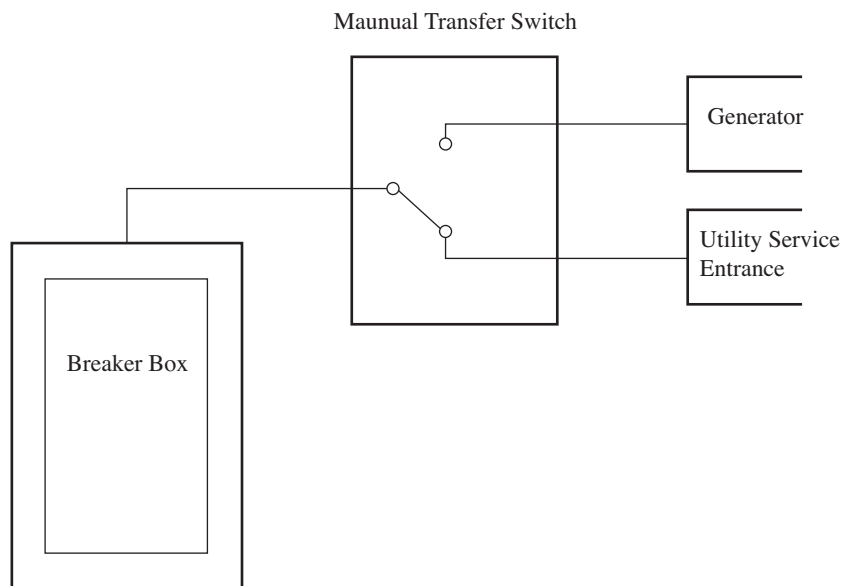 Maunual Transfer Switch
Generator
Utility Service
Entrance
Breaker Box